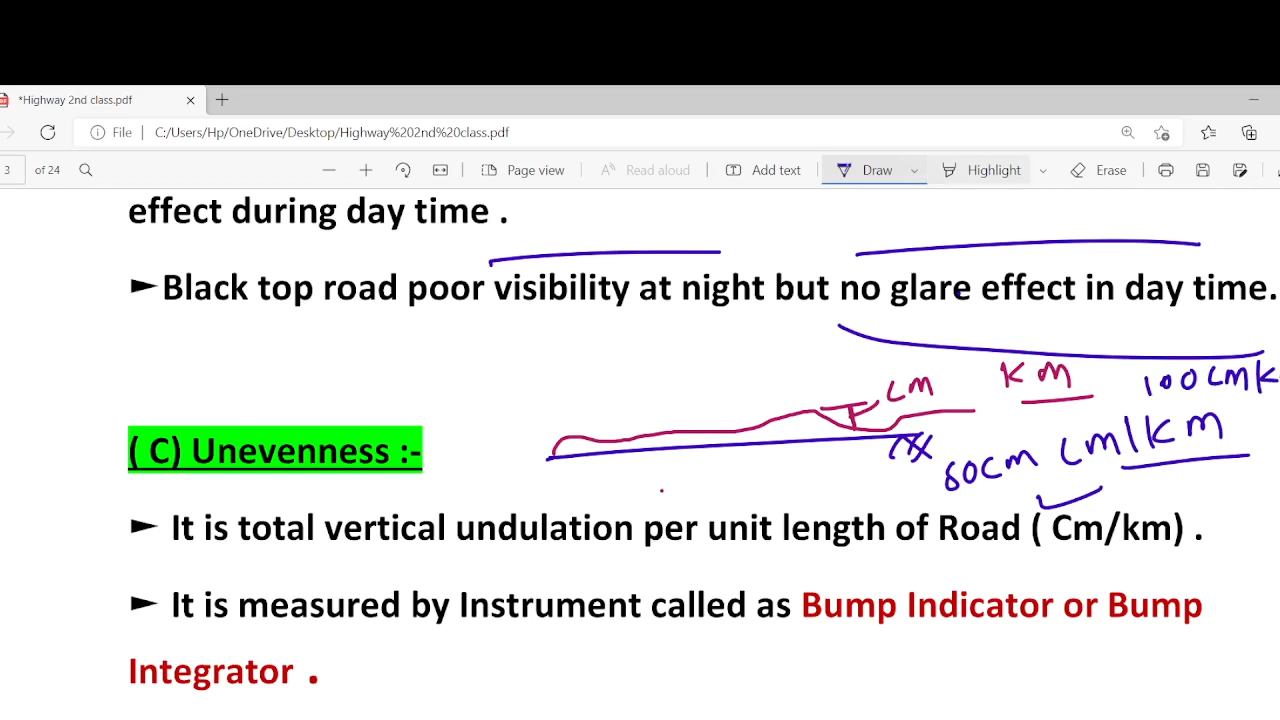 *Highway 2nd class.pdf
File C:/Users/Hp/OneDrive/Desktop/Highway%202nd%20class.pdf
3 of 24 Page view Read aloud Add text Draw Highlight Erase
effect during day time .
►Black top road poor visibility at night but no glare effect in day time.
cm KM 100cm
cm/KM
( C) Unevenness :-
► It is total vertical undulation per unit length of Road ( Cm/km) .
► It is measured by Instrument called as Bump Indicator or Bump
Integrator .